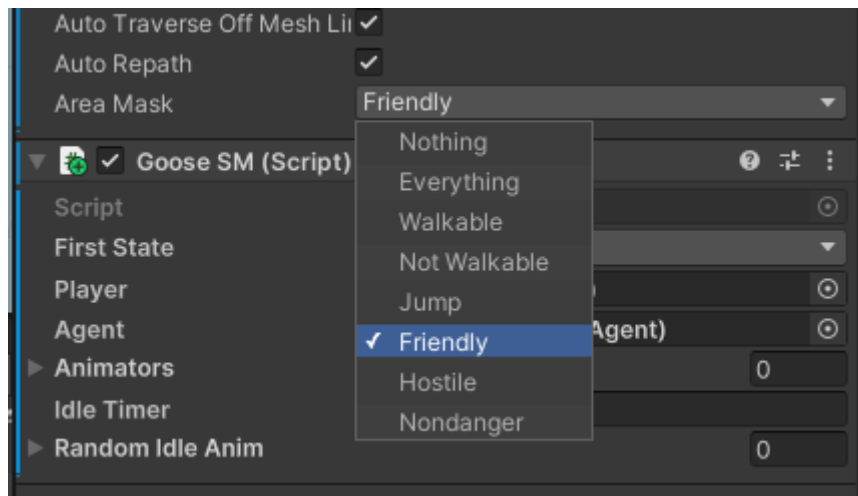 Auto Traverse Off Mesh Li
Auto Repath
Area Mask Friendly
Nothing
Goose SM (Script)
Everything
Script
Walkable
First State
Not Walkable
Player
Jump
Agent Agent)
Friendly
Animators 0
Hostile
Idle Timer
Nondanger
Random Idle Anim 0